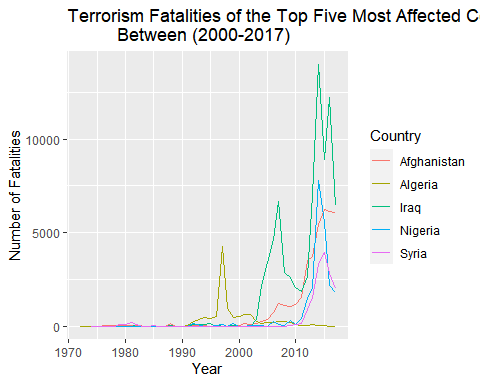 Terrorism Fatalities of the Top Five Most Affected
Between (2000-2017)
Number of Fatalities
10000
5000
0
1970 1980 1990 2000 2010
Year
Country
Afghanistan
Algeria
Iraq
Nigeria
Syria